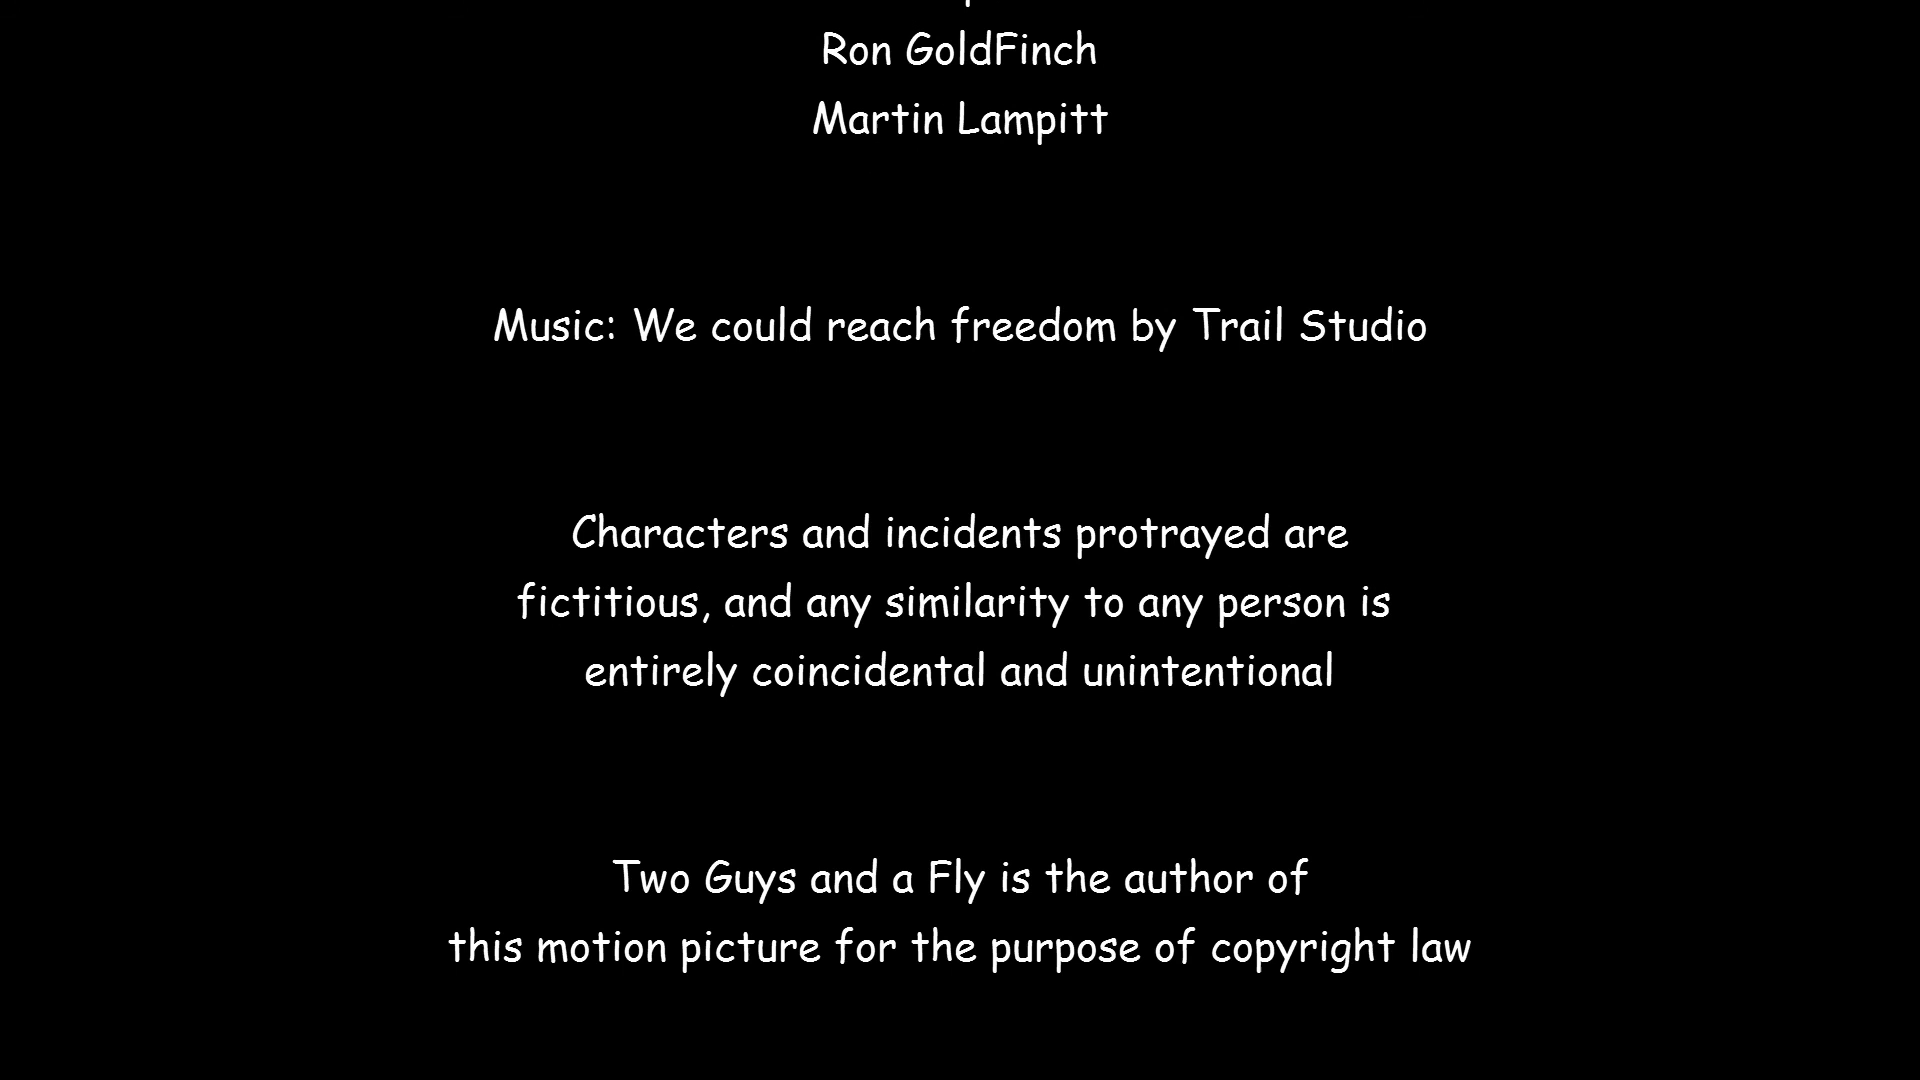 Ron GoldFinch
Martin Lampitt
Music: We could reach freedom by Trail Studio
Characters and incidents protrayed are
fictitious, and any similarity to any person is
entirely coincidental and unintentional
Two Guys and a Fly is the author of
this motion picture for the purpose of copyright law